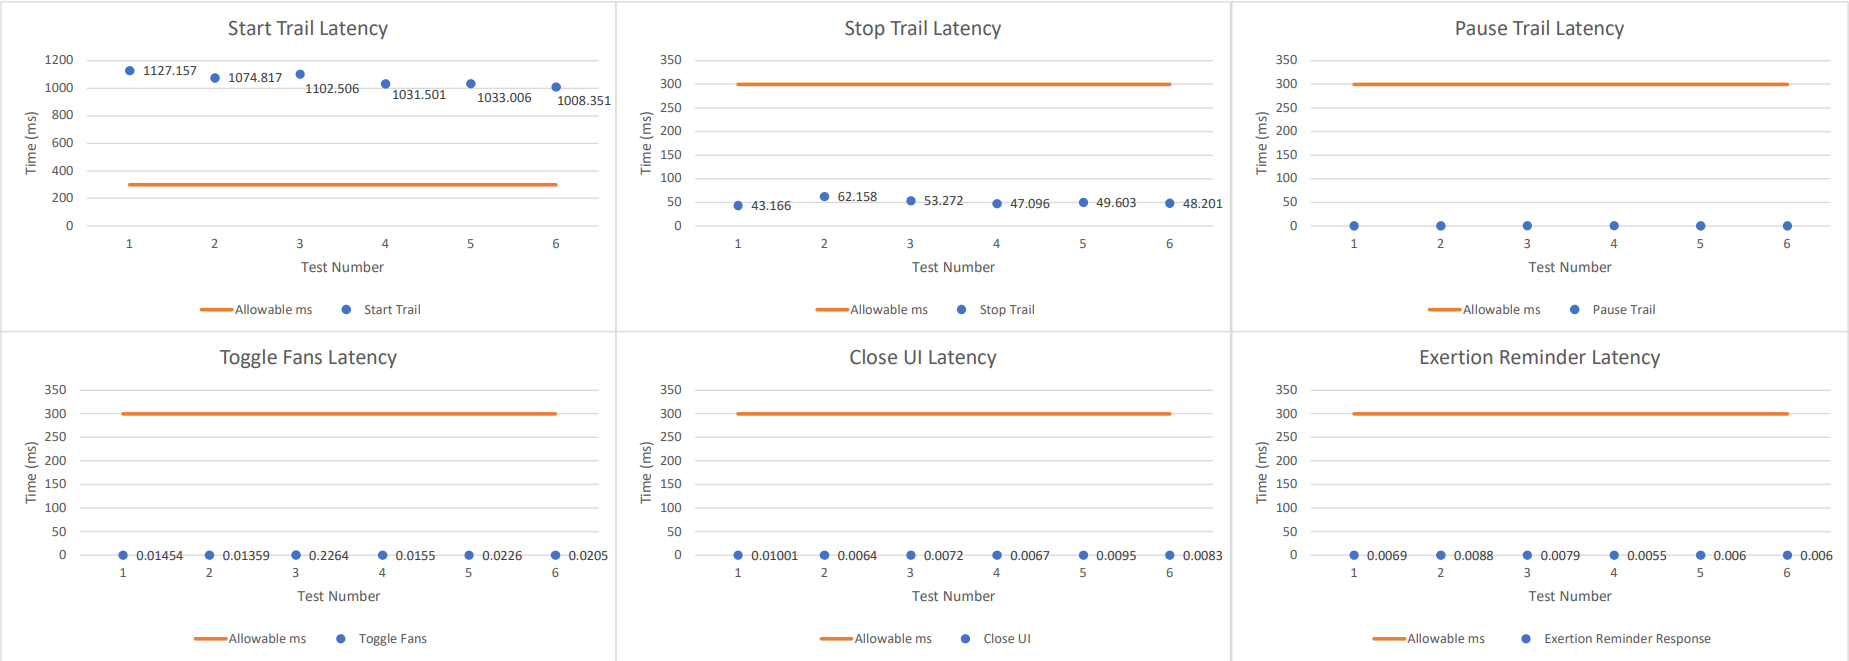 Start Trail Latency
1200
1000
800
600
400
200
0
Time (ms)
1127.157
1074.817
1102.506
1031.501
1033.006
1008.351
1 2 3 4 5 6
Test Number
Allowable ms Start Trail
Stop Trail Latency
350
300
250
200
150
100
50
0
Time (ms)
43.166
62.158
53.272
47.096
49.603
48.201
1 2 3 4 5 6
Test Number
Allowable ms Stop Trail
Pause Trail Latency
350
300
250
200
150
100
50
0
Time (ms)
1 2 3 4 5 6
Test Number
Allowable ms Pause Trail
Toggle Fans Latency
350
300
250
200
150
100
50
0
Time (ms)
0.01454 0.01359 0.2264 0.0155 0.0226 0.0205
1 2 3 4 5 6
Test Number
Allowable ms Toggle Fans
Close UI Latency
350
300
250
200
150
100
50
0
Time (ms)
0.01001 0.0064 0.0072 0.0067 0.0095 0.0083
1 2 3 4 5 6
Test Number
Allowable ms Close UI
Exertion Reminder Latency
350
300
250
200
150
100
50
0
Time (ms)
0.0069 0.0088 0.0079 0.0055 0.006 0.006
1 2 3 4 5 6
Test Number
Allowable ms Exertion Reminder Response